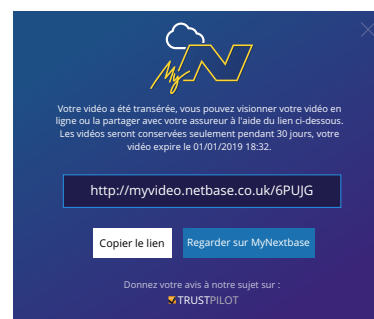 My N
Votre vidéo a été transérée, vous pouvez visionner votre vidéo en
ligne ou la partager avec votre assureur à l'aide du lien ci-dessous.
Les vidéos seront conservées seulement pendant 30 jours, votre
vidéo expire le 01/01/2019 18:32.
http://myvideo.netbase.co.uk/6PUJG
Copier le lien
Regarder sur MyNextbase
Donnez votre avis à notre sujet sur :
TRUSTPILOT